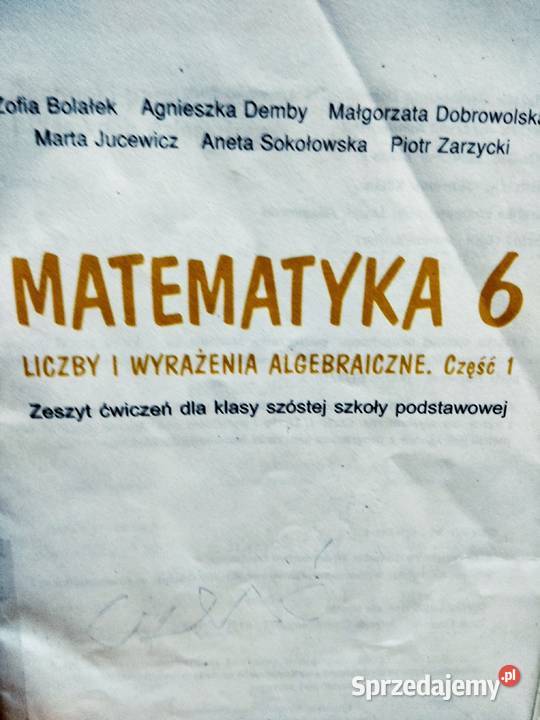 Zofia Bolałek Agnieszka Demby Małgorzata Dobrowolska
Marta Jucewicz Aneta Sokołowska Piotr Zarzycki
MATEMATYKA 6
LICZBY I WYRAŻENIA ALGEBRAICZNE. Część 1
Zeszyt ćwiczeń dla klasy szóstej szkoły podstawowej
Sprzedajemy.pl